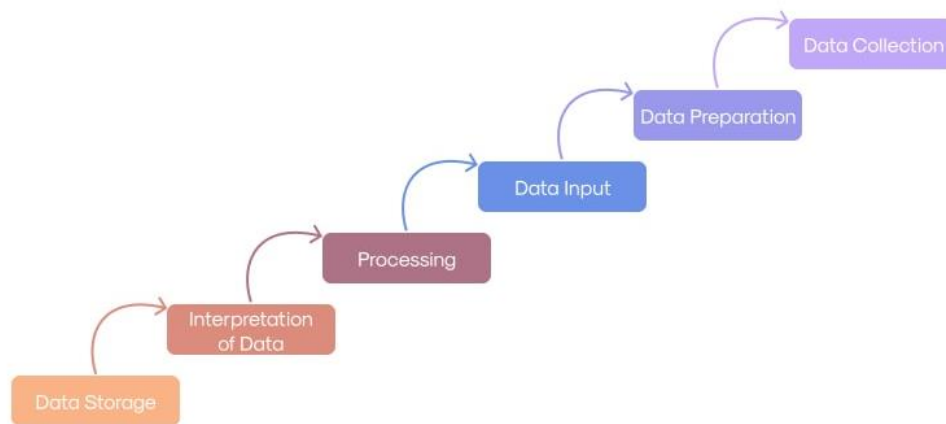 Data Collection
Data Preparation
Data Input
Processing
Interpretation
of Data
Data Storage